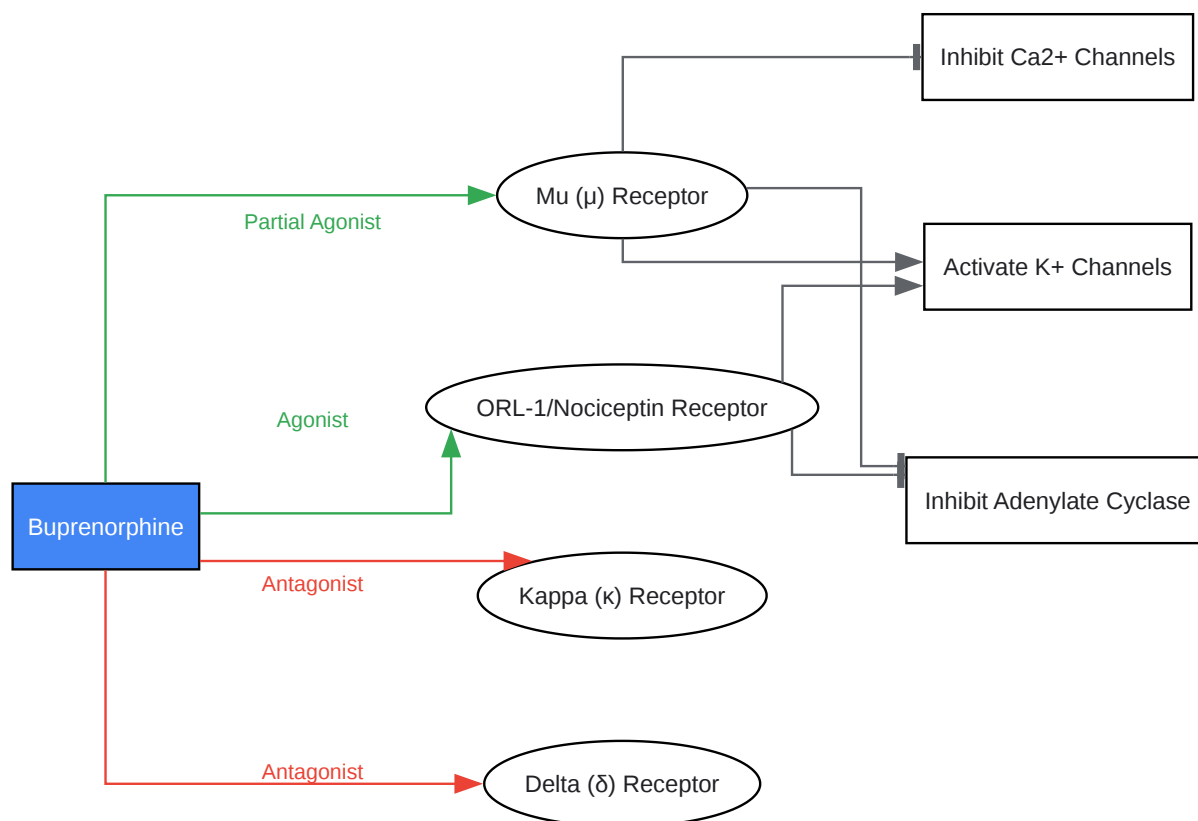 Inhibit Ca2+ Channels
Mu (μ) Receptor
Partial Agonist
Activate K+ Channels
ORL-1/Nociceptin Receptor
Agonist
Inhibit Adenylate Cyclase
Buprenorphine
Antagonist
Kappa (κ) Receptor
Antagonist
Delta (δ) Receptor